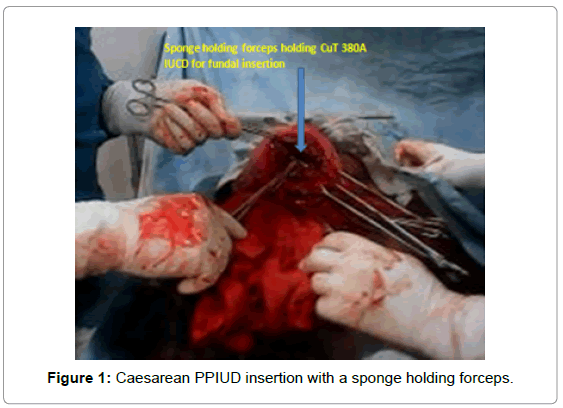 Sponge holding forceps holding CuT 380A
IUCD for fundal insertion
Figure 1: Caesarean PPIUD insertion with a sponge holding forceps.